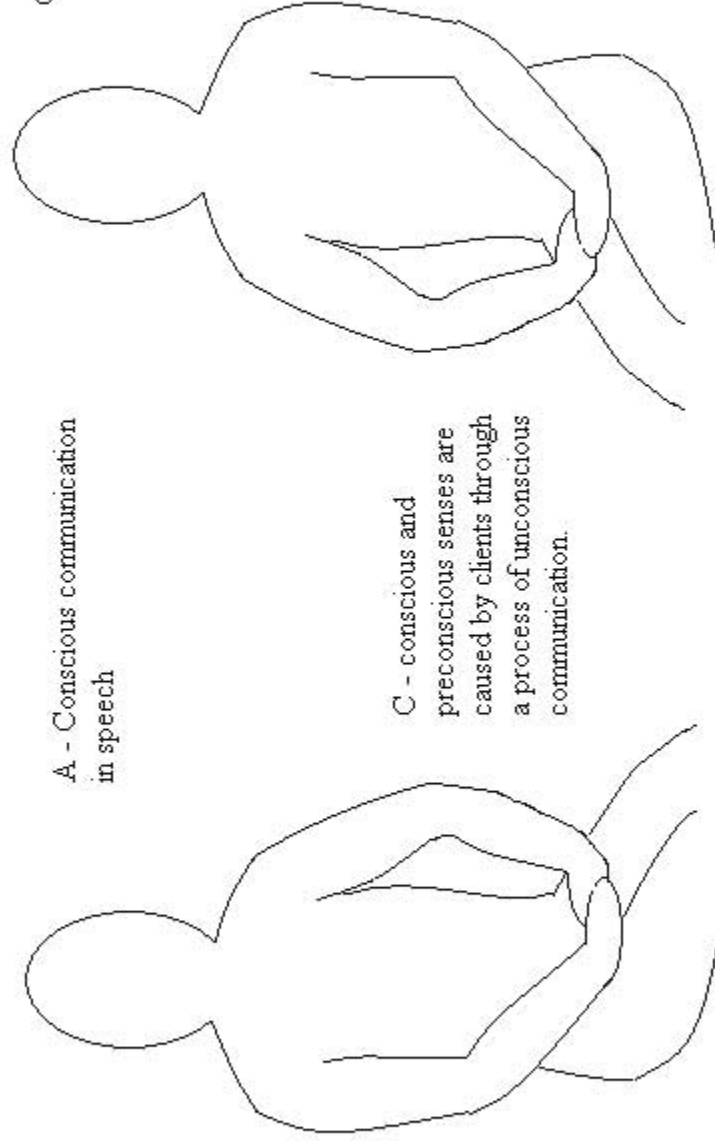 A - Conscious communication
in speech
C - conscious and
preconscious senses are
caused by clients through
a process of unconscious
communication.